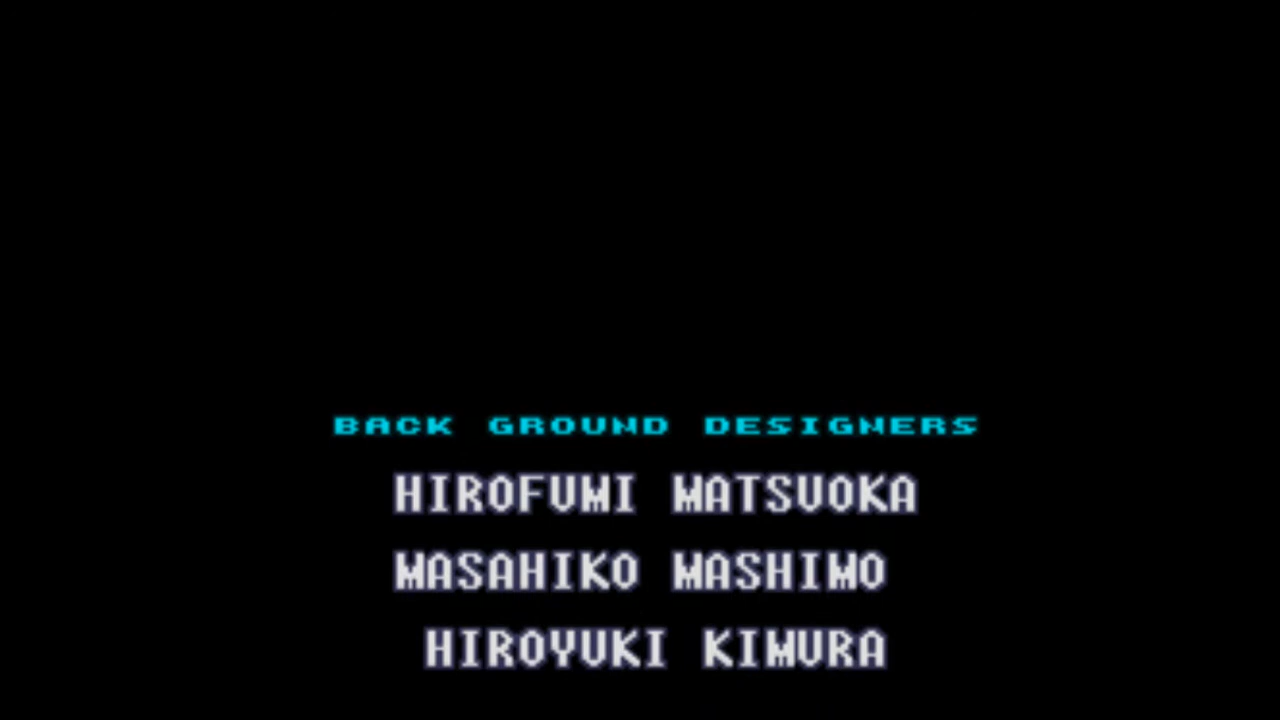 BACK GROUND DESIGNERS
HIROFUMI MATSUOKA
MASAHIKO MASHIMO
HIROYUKI KIMURA